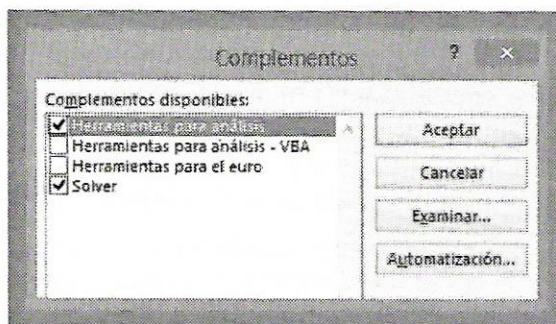 Complementos ? ×
Complementos disponibles:
Herramientas para análisis
Herramientas para análisis - VBA
Herramientas para el euro
Solver
Aceptar
Cancelar
Examinar...
Automatización...